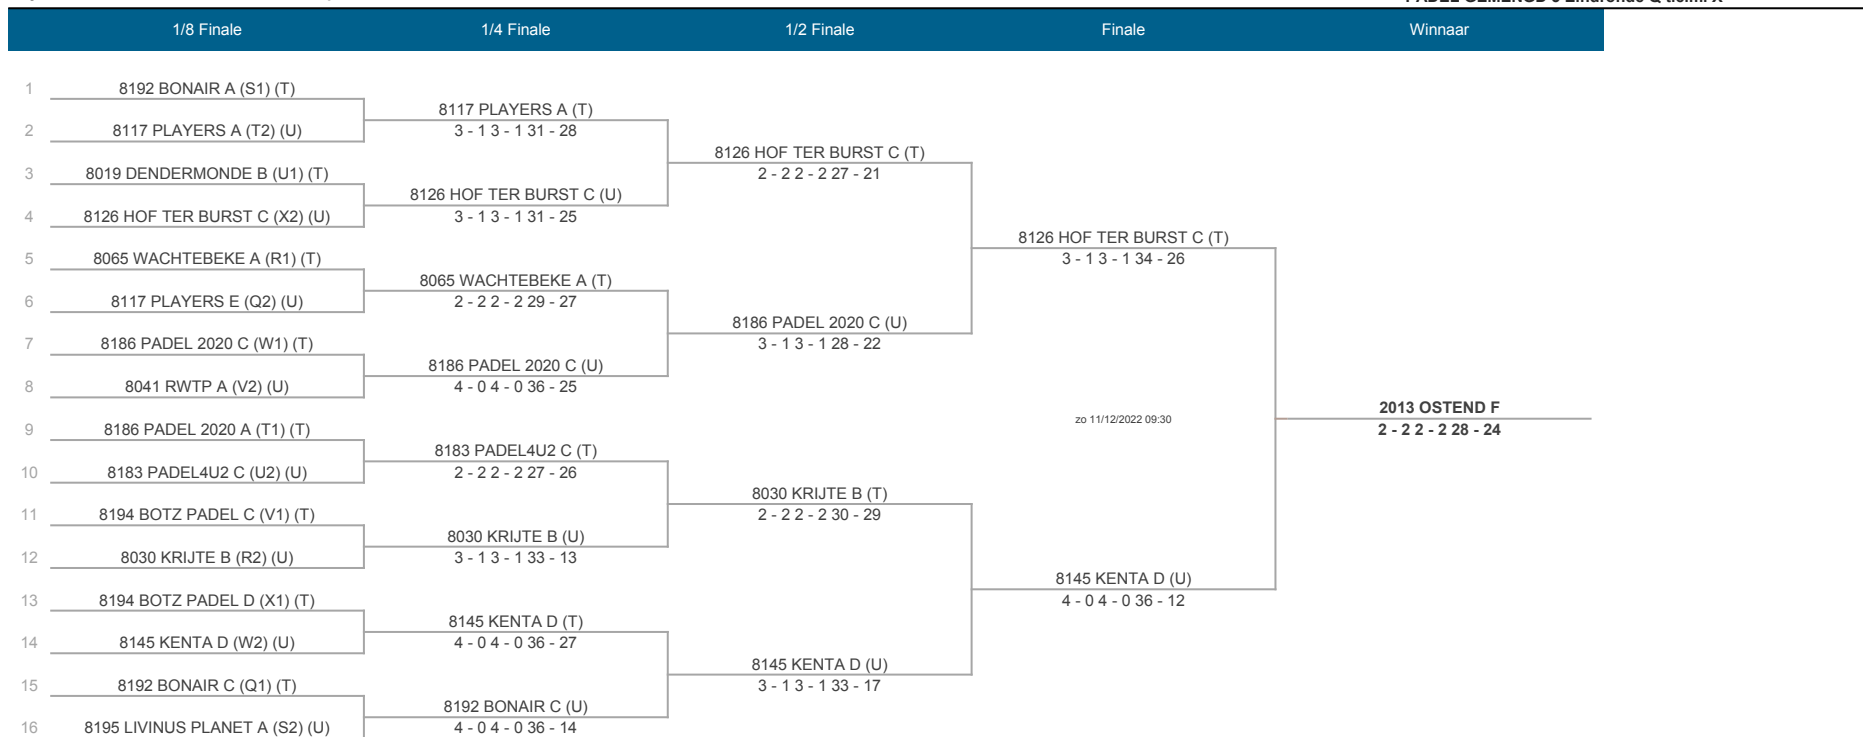 1/8 Finale 1/4 Finale 1/2 Finale Finale Winnaar
1 8192 BONAIR A (S1) (T)
8117 PLAYERS A (T)
2 8117 PLAYERS A (T2) (U)
3 - 1 3 - 1 31 - 28
8126 HOF TER BURST C (T)
2 - 2 2 - 2 27 - 21
3 8019 DENDERMONDE B (U1) (T)
8126 HOF TER BURST C (U)
4 8126 HOF TER BURST C (X2) (U)
3 - 1 3 - 1 31 - 25
8126 HOF TER BURST C (T)
3 - 1 3 - 1 34 - 26
5 8065 WACHTEBEKE A (R1) (T)
8065 WACHTEBEKE A (T)
6 8117 PLAYERS E (Q2) (U)
2 - 2 2 - 2 29 - 27
8186 PADEL 2020 C (U)
3 - 1 3 - 1 28 - 22
7 8186 PADEL 2020 C (W1) (T)
8186 PADEL 2020 C (U)
8 8041 RWTP A (V2) (U)
4 - 0 4 - 0 36 - 25
2013 OSTEND F
zo 11/12/2022 09:30
2 - 2 2 - 2 28 - 24
9 8186 PADEL 2020 A (T1) (T)
8183 PADEL4U2 C (T)
10 8183 PADEL4U2 C (U2) (U)
2 - 2 2 - 2 27 - 26
8030 KRIJTE B (T)
2 - 2 2 - 2 30 - 29
11 8194 BOTZ PADEL C (V1) (T)
8030 KRIJTE B (U)
12 8030 KRIJTE B (R2) (U)
3 - 1 3 - 1 33 - 13
8145 KENTA D (U)
4 - 0 4 - 0 36 - 12
13 8194 BOTZ PADEL D (X1) (T)
8145 KENTA D (T)
14 8145 KENTA D (W2) (U)
4 - 0 4 - 0 36 - 27
8145 KENTA D (U)
3 - 1 3 - 1 33 - 17
15 8192 BONAIR C (Q1) (T)
8192 BONAIR C (U)
16 8195 LIVINUS PLANET A (S2) (U)
4 - 0 4 - 0 36 - 14